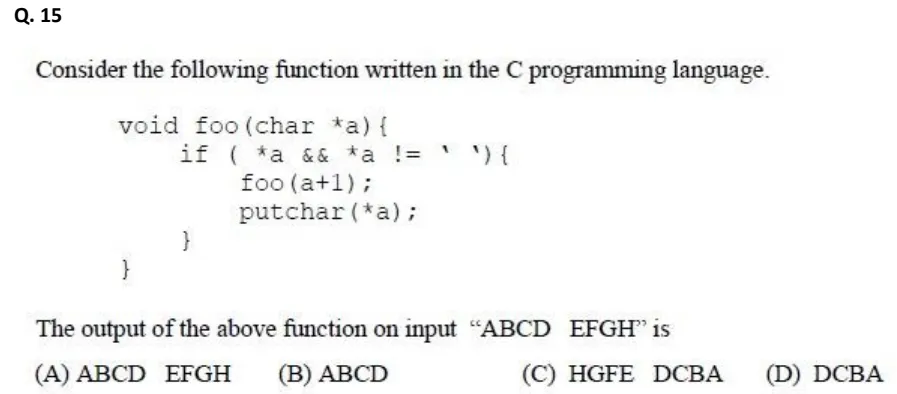 Q. 15
Consider the following function written in the C programming language.
void foo(char *a){
if ( *a && *a != ‘ ‘){
foo(a+1);
putchar(*a);
}
}
The output of the above function on input “ABCD EFGH” is
(A) ABCD EFGH (B) ABCD (C) HGFE DCBA (D) DCBA